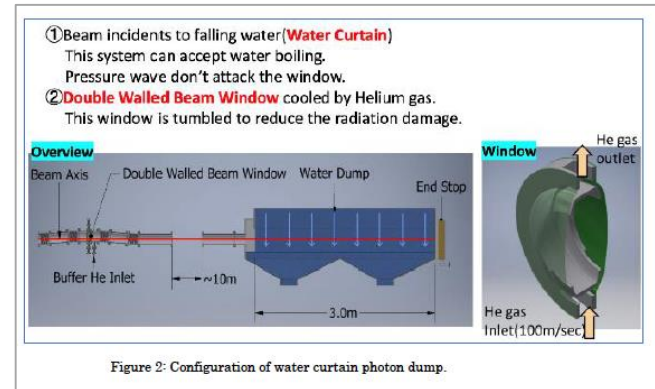 ①Beam incidents to falling water(Water Curtain)
This system can accept water boiling.
Pressure wave don't attack the window.
②Double Walled Beam Window cooled by Helium gas.
This window is tumbled to reduce the radiation damage.
Overview
Beam Axis
Double Walled Beam Window
Water Dump
End Stop
Buffer He Inlet
~10m
3.0m
Window
He gas
outlet
He gas
Inlet(100m/sec)
Figure 2: Configuration of water curtain photon dump.